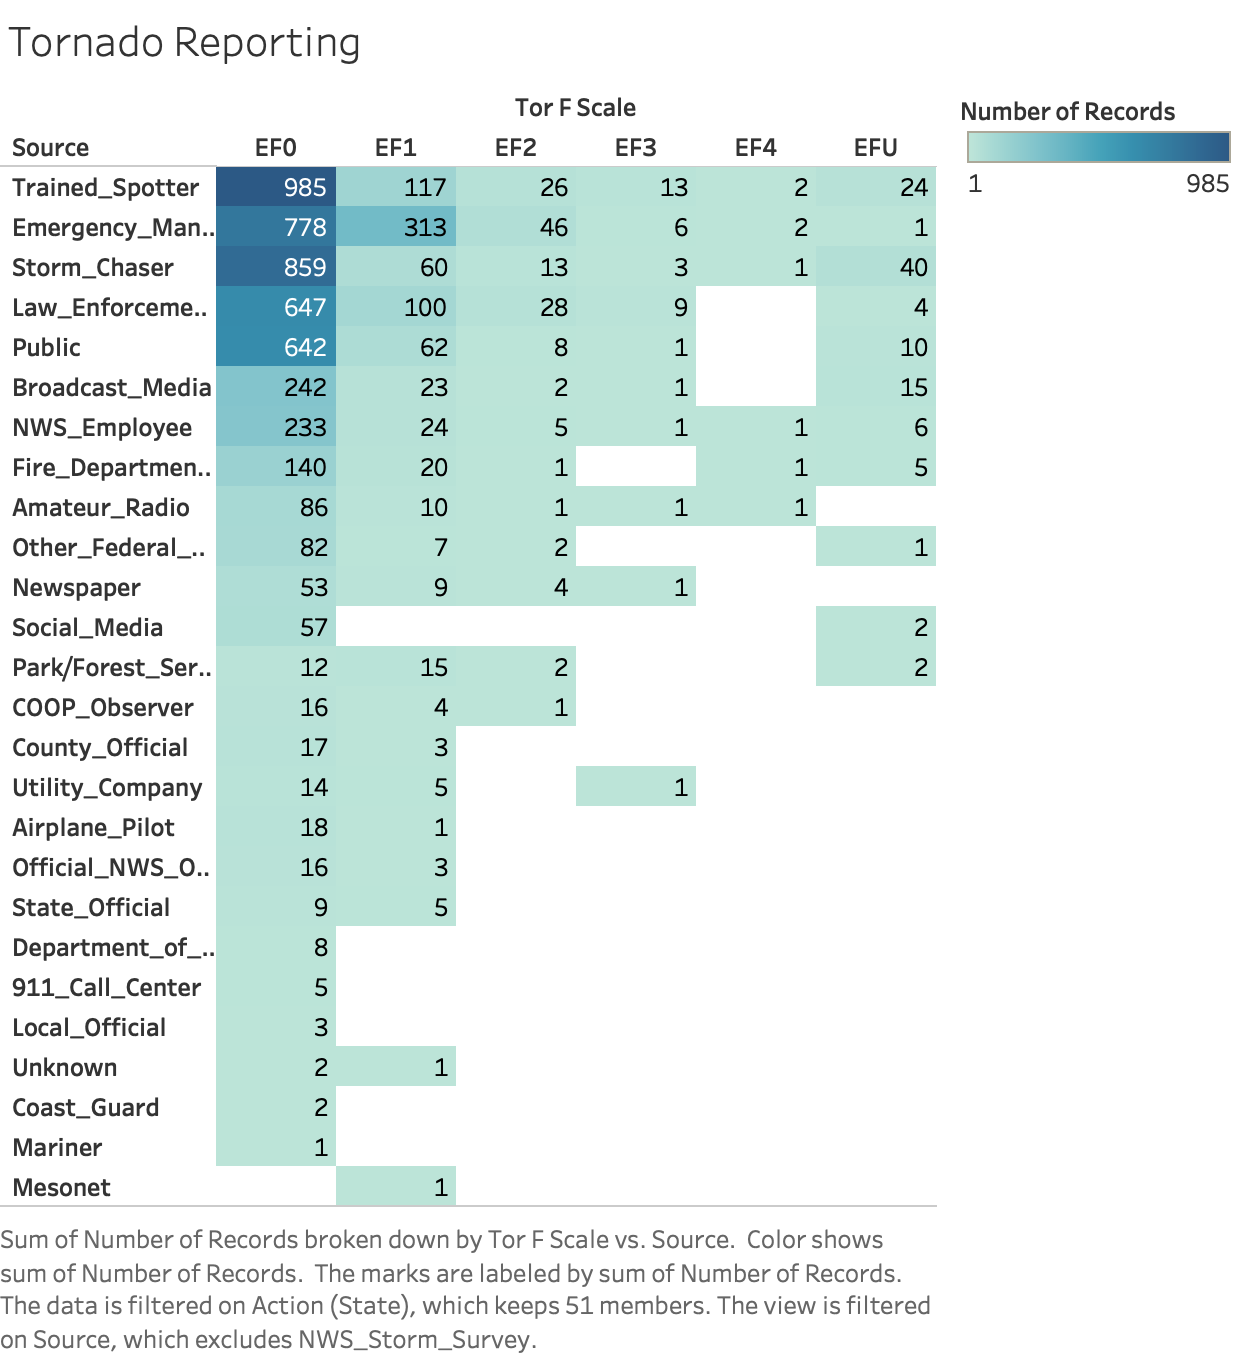 Tornado Reporting
Tor F Scale
Source EF0 EF1 EF2 EF3 EF4 EFU
Trained_Spotter 985 117 26 13 2 24
Emergency_Man.. 778 313 46 6 2 1
Storm_Chaser 859 60 13 3 1 40
Law_Enforceme.. 647 100 28 9 4
Public 642 62 8 1 10
Broadcast_Media 242 23 2 1 15
NWS_Employee 233 24 5 1 1 6
Fire_Departmen.. 140 20 1 1 5
Amateur_Radio 86 10 1 1 1
Other_Federal_.. 82 7 2 1
Newspaper 53 9 4 1
Social_Media 57 2
Park/Forest_Ser.. 12 15 2 2
COOP_Observer 16 4 1
County_Official 17 3
Utility_Company 14 5 1
Airplane_Pilot 18 1
Official_NWS_O.. 16 3
State_Official 9 5
Department_of_.. 8
911_Call_Center 5
Local_Official 3
Unknown 2 1
Coast_Guard 2
Mariner 1
Mesonet 1
Number of Records
1 985
Sum of Number of Records broken down by Tor F Scale vs. Source. Color shows
sum of Number of Records. The marks are labeled by sum of Number of Records.
The data is filtered on Action (State), which keeps 51 members. The view is filtered
on Source, which excludes NWS_Storm_Survey.